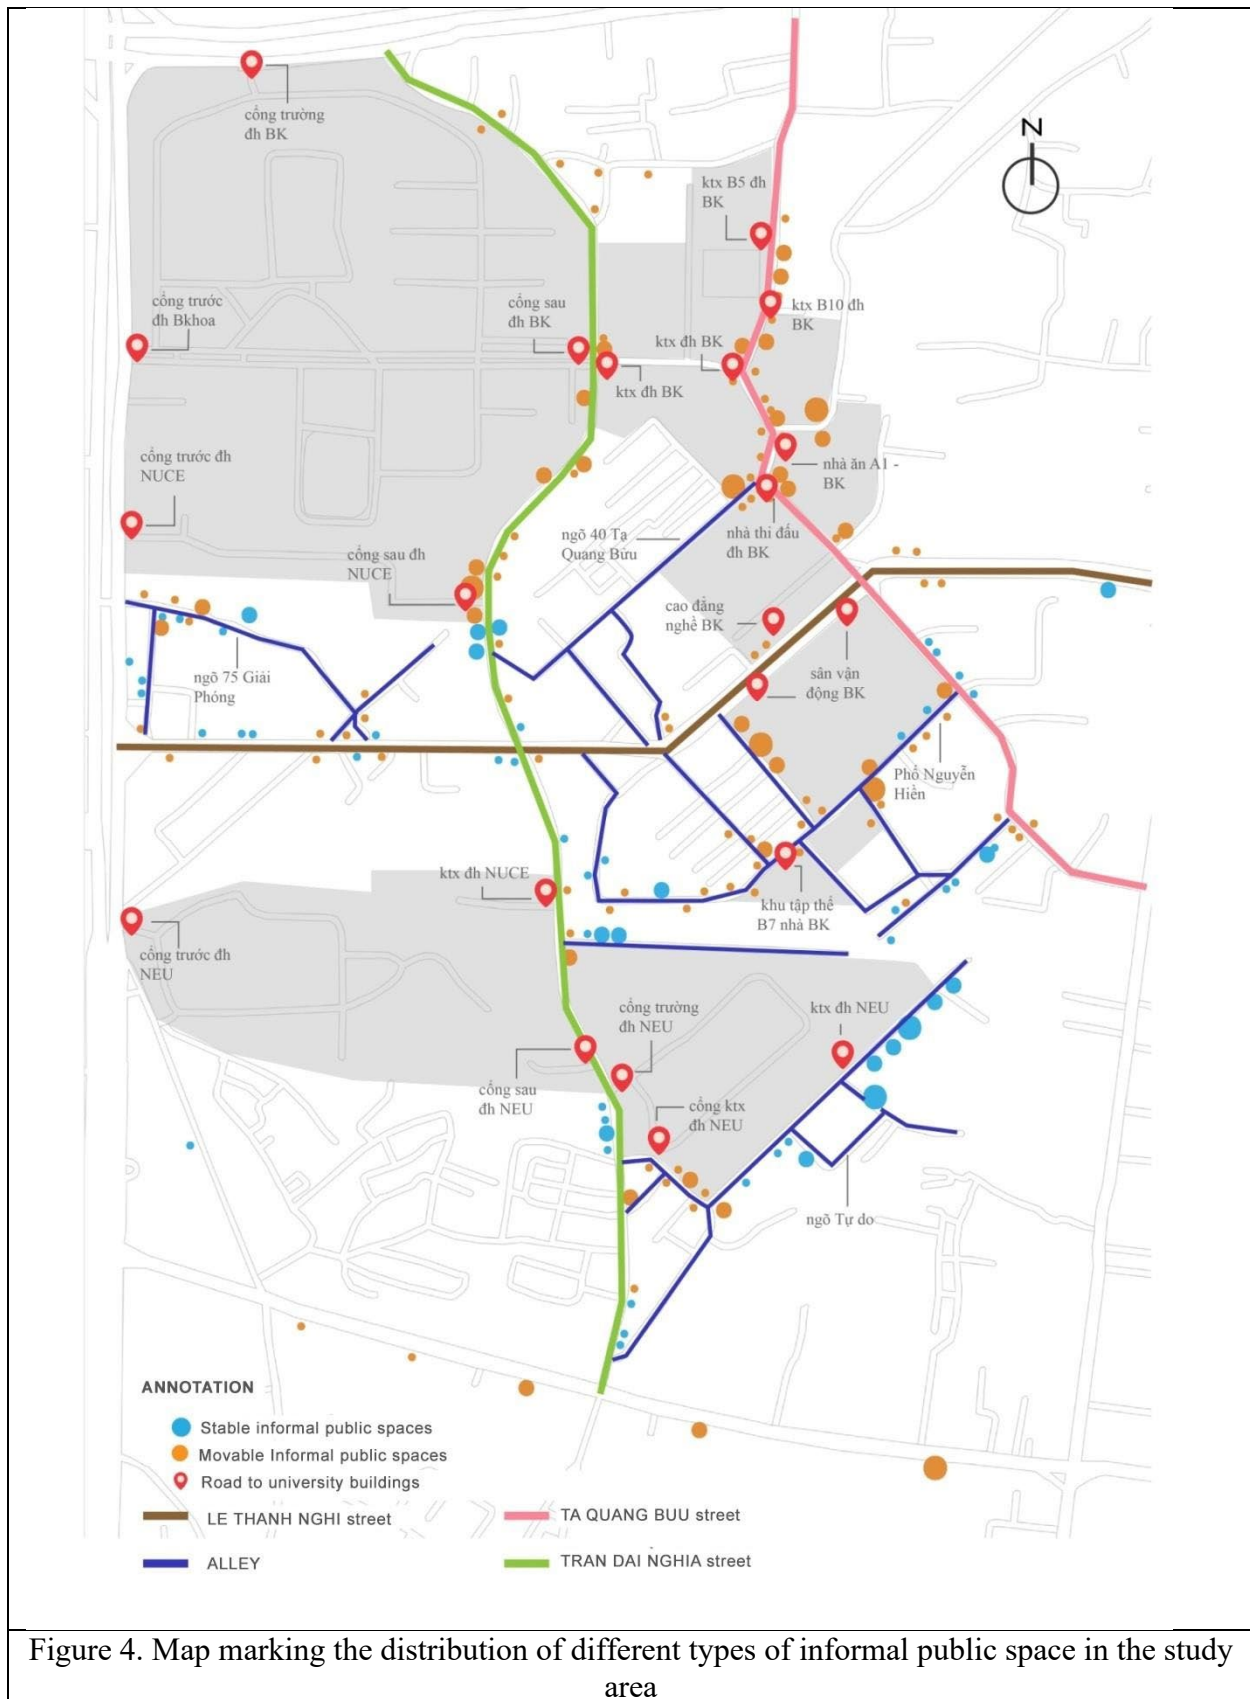 N
cổng trường
đh BK
ktx B5 đh
BK
cổng trước
đh Bkhoa
cổng sau
đh BK
ktx B10 đh
BK
ktx đh BK
ktx đh BK
cổng trước đh
NUCE
nhà ăn A1 -
BK
ngõ 40 Tạ
Quang Bửu
nhà thi đấu
đh BK
cổng sau đh
NUCE
cao đẳng
nghề BK
ngõ 75 Giải
Phóng
sân vận
động BK
Phố Nguyễn
Hiền
ktx đh NUCE
khu tập thể
B7 nhà BK
cổng trước đh
NEU
cổng trường
đh NEU
ktx đh NEU
cổng sau
đh NEU
cổng ktx
đh NEU
ngõ Tự do
ANNOTATION
Stable informal public spaces
Movable Informal public spaces
Road to university buildings
LE THANH NGHI street
TA QUANG BUU street
ALLEY
TRAN DAI NGHIA street
Figure 4. Map marking the distribution of different types of informal public space in the study
area